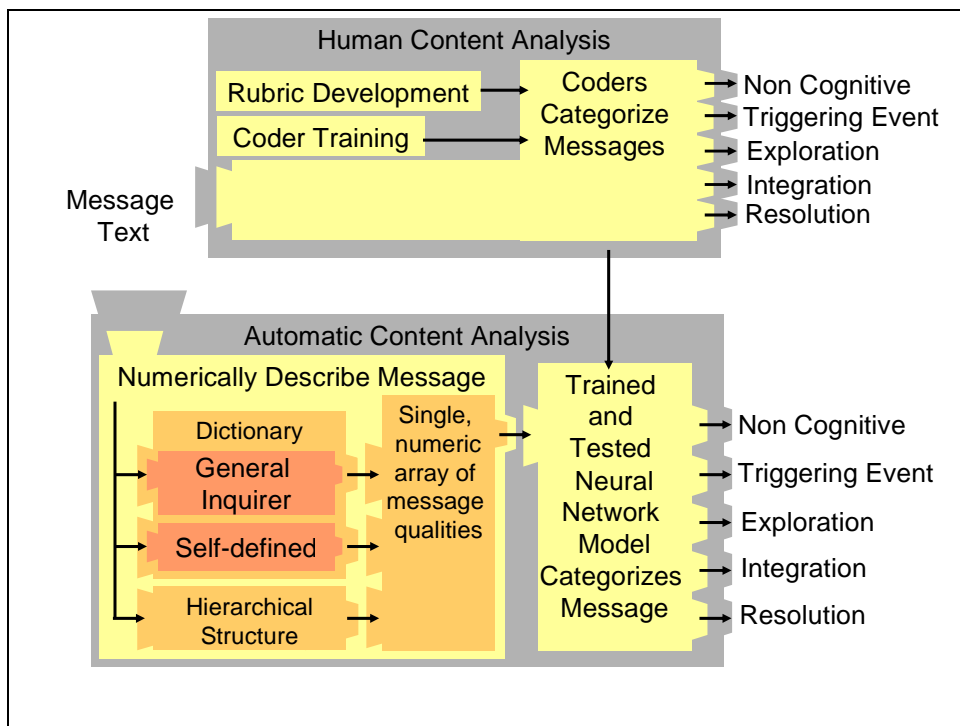 Human Content Analysis
Rubric Development
Coder Training
Coders
Categorize
Messages
Non Cognitive
Triggering Event
Exploration
Integration
Resolution
Message
Text
Automatic Content Analysis
Numerically Describe Message
Dictionary
General
Inquirer
Self-defined
Hierarchical
Structure
Single,
numeric
array of
message
qualities
Trained
and
Tested
Neural
Network
Model
Categorizes
Message
Non Cognitive
Triggering Event
Exploration
Integration
Resolution